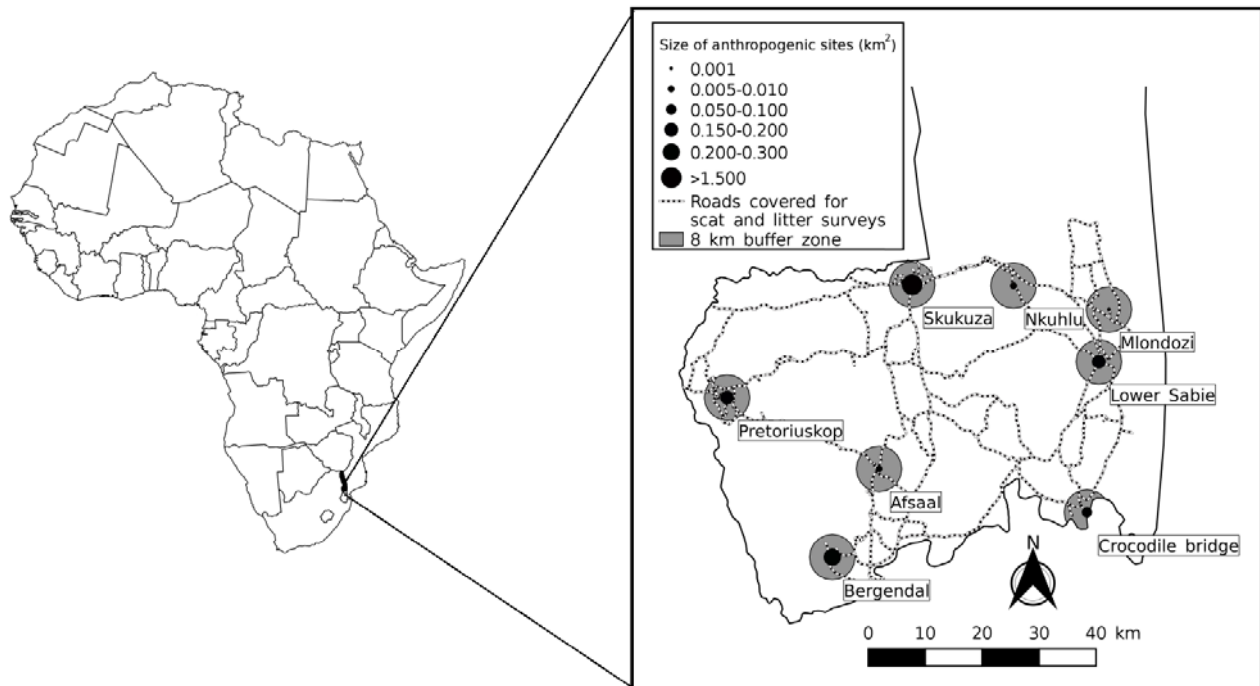 Size of anthropogenic sites (km²)
0.001
0.005-0.010
0.050-0.100
0.150-0.200
0.200-0.300
>1.500
Roads covered for
scat and litter surveys
8 km buffer zone
Skukuza
Nkuhlu
Mlondozi
Lower Sabie
Pretoriuskop
Afsaal
Crocodile bridge
Bergendal
N
0 10 20 30 40 km